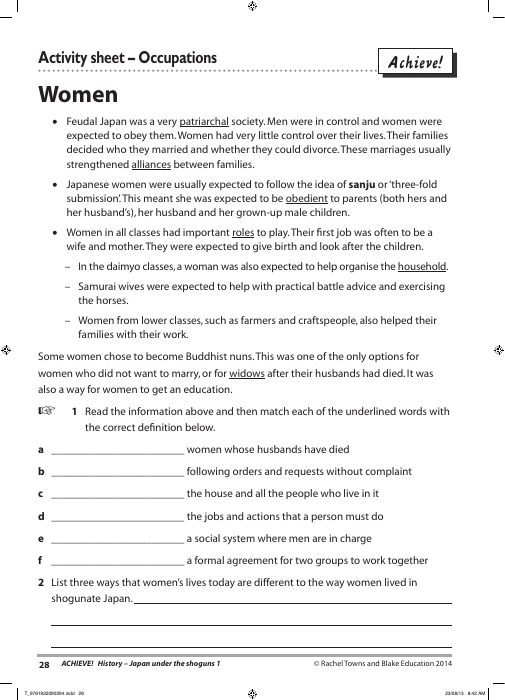 Activity sheet – Occupations
Achieve!
Women
• Feudal Japan was a very patriarchal society. Men were in control and women were
expected to obey them. Women had very little control over their lives. Their families
decided who they married and whether they could divorce. These marriages usually
strengthened alliances between families.
• Japanese women were usually expected to follow the idea of sanju or ‘three-fold
submission’. This meant she was expected to be obedient to parents (both hers and
her husband’s), her husband and her grown-up male children.
• Women in all classes had important roles to play. Their first job was often to be a
wife and mother. They were expected to give birth and look after the children.
– In the daimyo classes, a woman was also expected to help organise the household.
– Samurai wives were expected to help with practical battle advice and exercising
the horses.
– Women from lower classes, such as farmers and craftspeople, also helped their
families with their work.
Some women chose to become Buddhist nuns. This was one of the only options for
women who did not want to marry, or for widows after their husbands had died. It was
also a way for women to get an education.
1 Read the information above and then match each of the underlined words with
the correct definition below.
a ________________________ women whose husbands have died
b ________________________ following orders and requests without complaint
c ________________________ the house and all the people who live in it
d ________________________ the jobs and actions that a person must do
e ________________________ a social system where men are in charge
f ________________________ a formal agreement for two groups to work together
2 List three ways that women’s lives today are different to the way women lived in
shogunate Japan.
28 ACHIEVE! History – Japan under the shoguns 1 © Rachel Towns and Blake Education 2014
23/08/13 8:42 AM